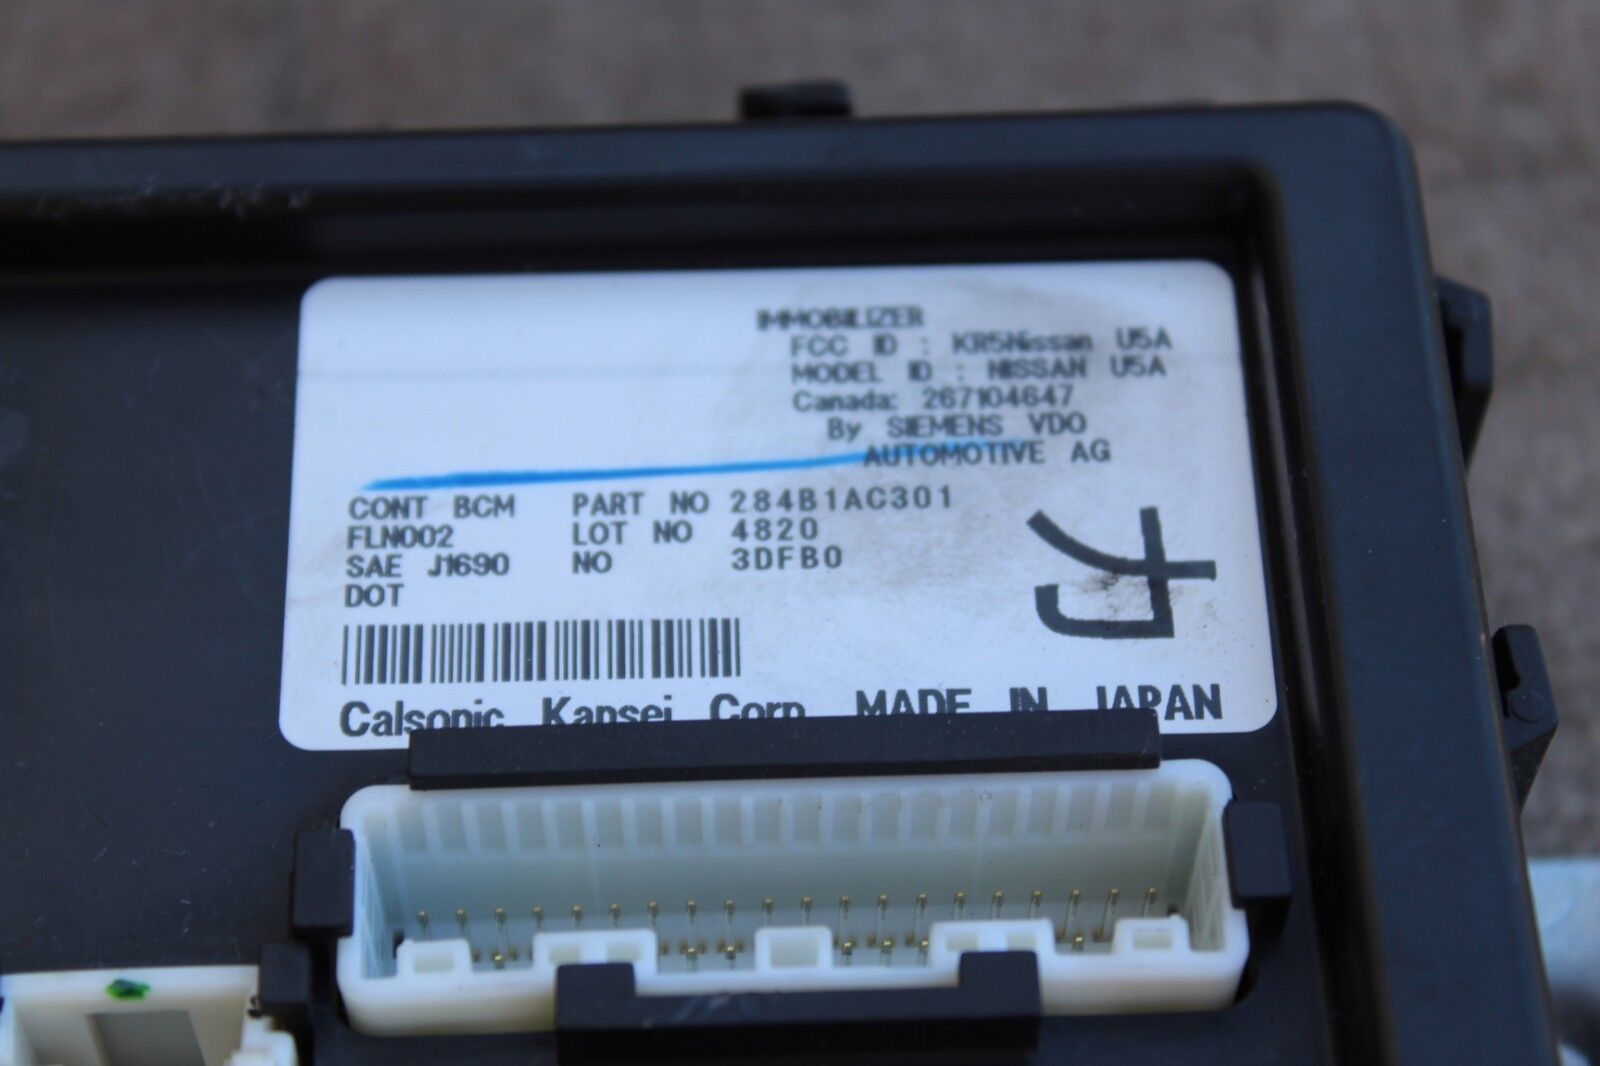 IMMOBILIZER
FCC ID : KR5Nissan U5A
MODEL ID : NISSAN U5A
Canada: 267104647
By SIEMENS VDO
AUTOMOTIVE AG
CONT BCM PART NO 284B1AC301
FLN002 LOT NO 4820
SAE J1690 NO 3DFB0
DOT
Calsonic Kansei Corp. MADE IN JAPAN